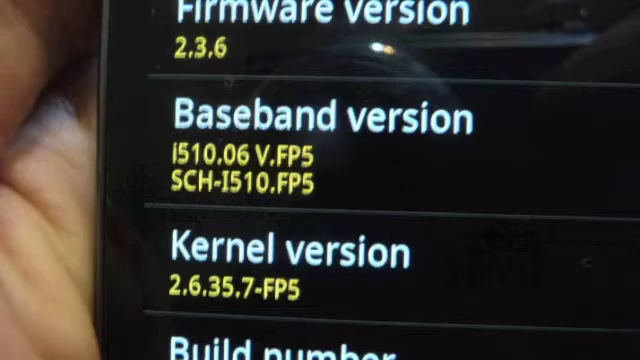 Firmware version
2.3.6
Baseband version
i510.06 V.FP5
SCH-I510.FP5
Kernel version
2.6.35.7-FP5
Build number